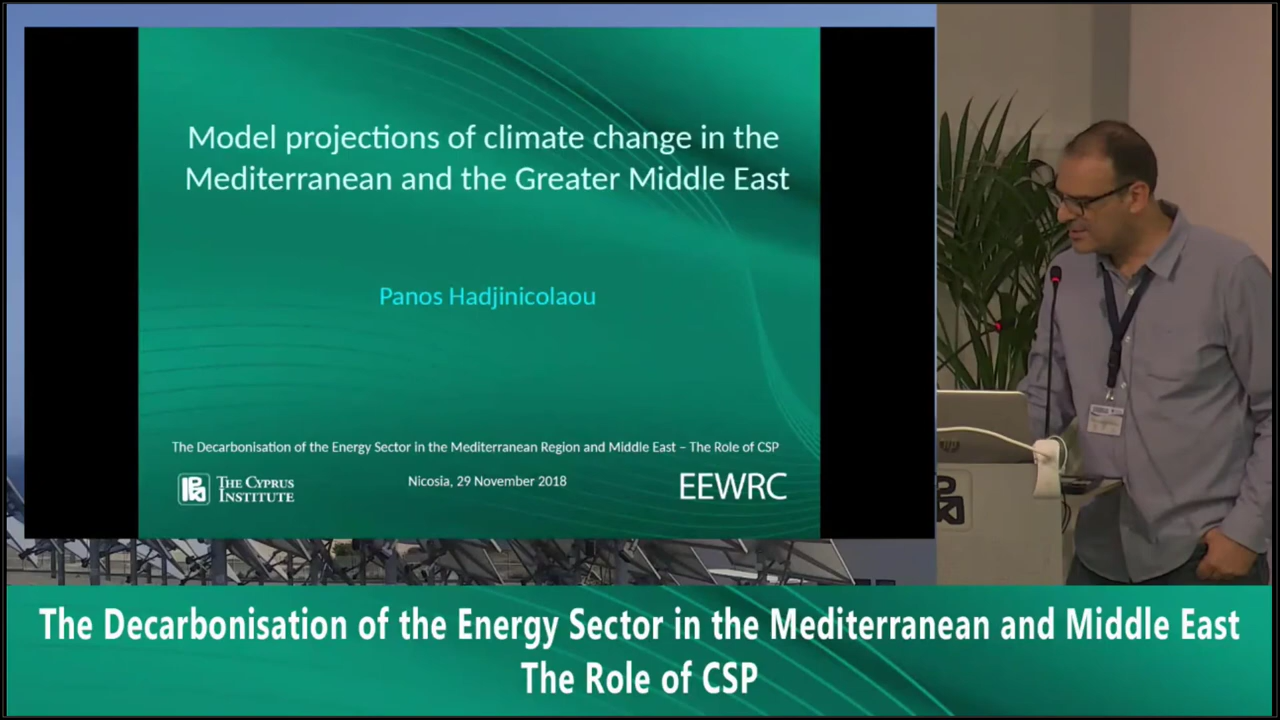 Model projections of climate change in the
Mediterranean and the Greater Middle East
Panos Hadjinicolaou
The Decarbonisation of the Energy Sector in the Mediterranean Region and Middle East – The Role of CSP
THE CYPRUS
INSTITUTE
Nicosia, 29 November 2018
EEWRC
The Decarbonisation of the Energy Sector in the Mediterranean and Middle East
The Role of CSP